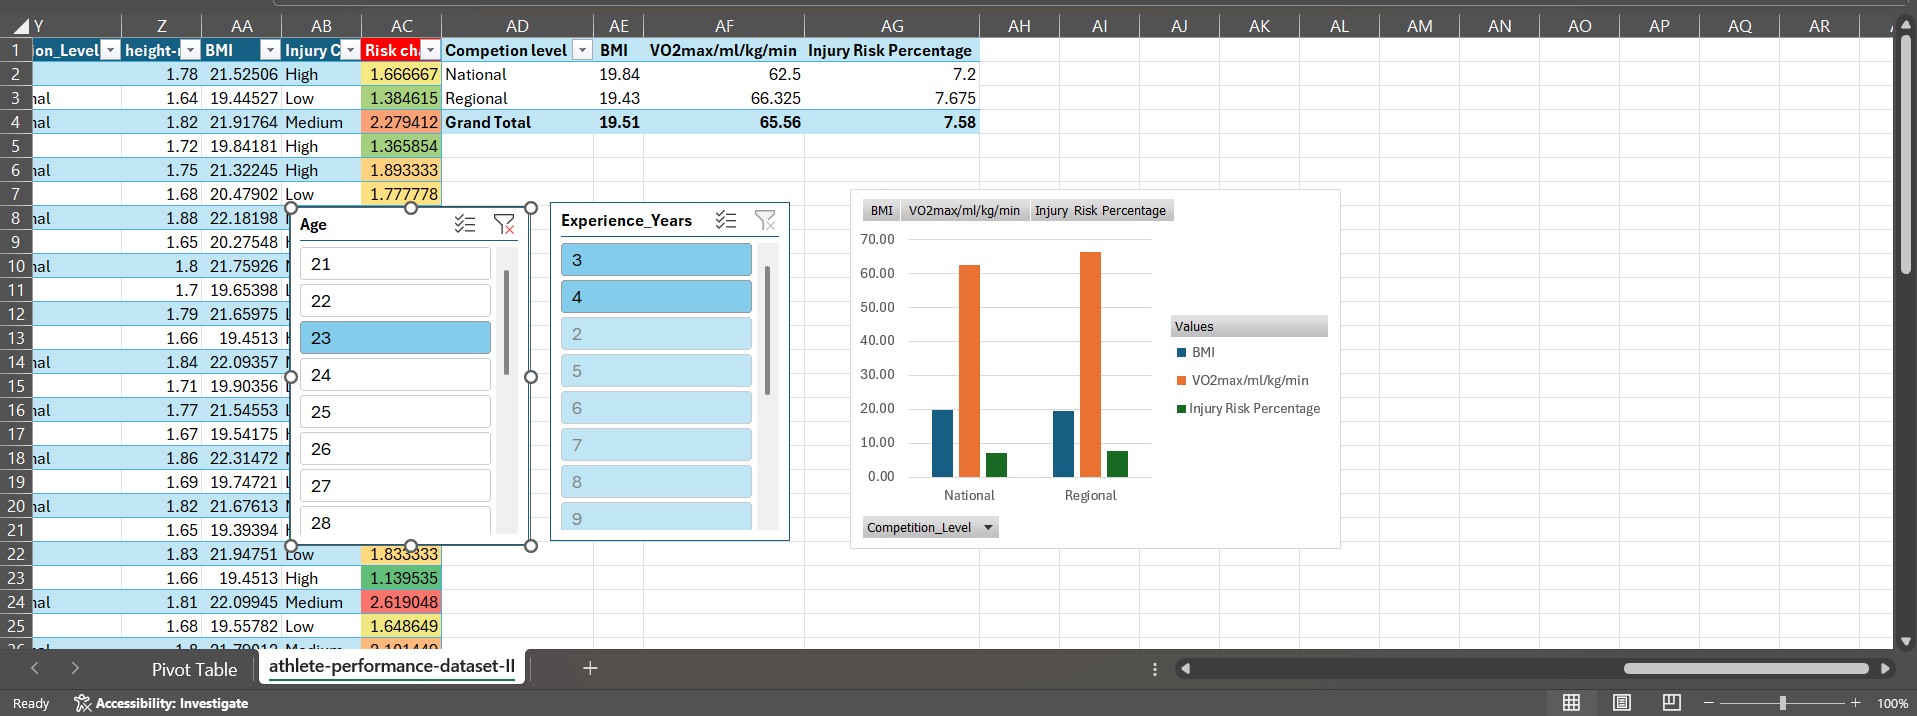 Y Z AA AB AC AD AE AF AG AH AI AJ AK AL AM AN AO AP AQ AR
1 ion_Level height-r BMI Injury C Risk ch Competion level BMI VO2max/ml/kg/min Injury Risk Percentage
2 1.78 21.52506 High 1.666667 National 19.84 62.5 7.2
3 nal 1.64 19.44527 Low 1.384615 Regional 19.43 66.325 7.675
4 nal 1.82 21.91764 Medium 2.279412 Grand Total 19.51 65.56 7.58
5 1.72 19.84181 High 1.365854
6 nal 1.75 21.32245 High 1.893333
7 1.68 20.47902 Low 1.777778
8 nal 1.88 22.18198
9 1.65 20.27548
10 nal 1.8 21.75926
11 1.7 19.65398
12 1.79 21.65975
13 1.66 19.4513
14 nal 1.84 22.09357
15 1.71 19.90356
16 nal 1.77 21.54553
17 1.67 19.54175
18 nal 1.86 22.31472
19 1.69 19.74721
20 nal 1.82 21.67613
21 1.65 19.39394
22 1.83 21.94751 Low 1.833333
23 1.66 19.4513 High 1.139535
24 nal 1.81 22.09945 Medium 2.619048
25 1.68 19.55782 Low 1.648649
Age
21
22
23
24
25
26
27
28
Experience_Years
3
4
2
5
6
7
8
9
BMI VO2max/ml/kg/min Injury Risk Percentage
70.00
60.00
50.00
40.00
30.00
20.00
10.00
0.00
National Regional
Values
BMI
VO2max/ml/kg/min
Injury Risk Percentage
Competition_Level
Pivot Table athlete-performance-dataset-II
Ready Accessibility: Investigate 100%